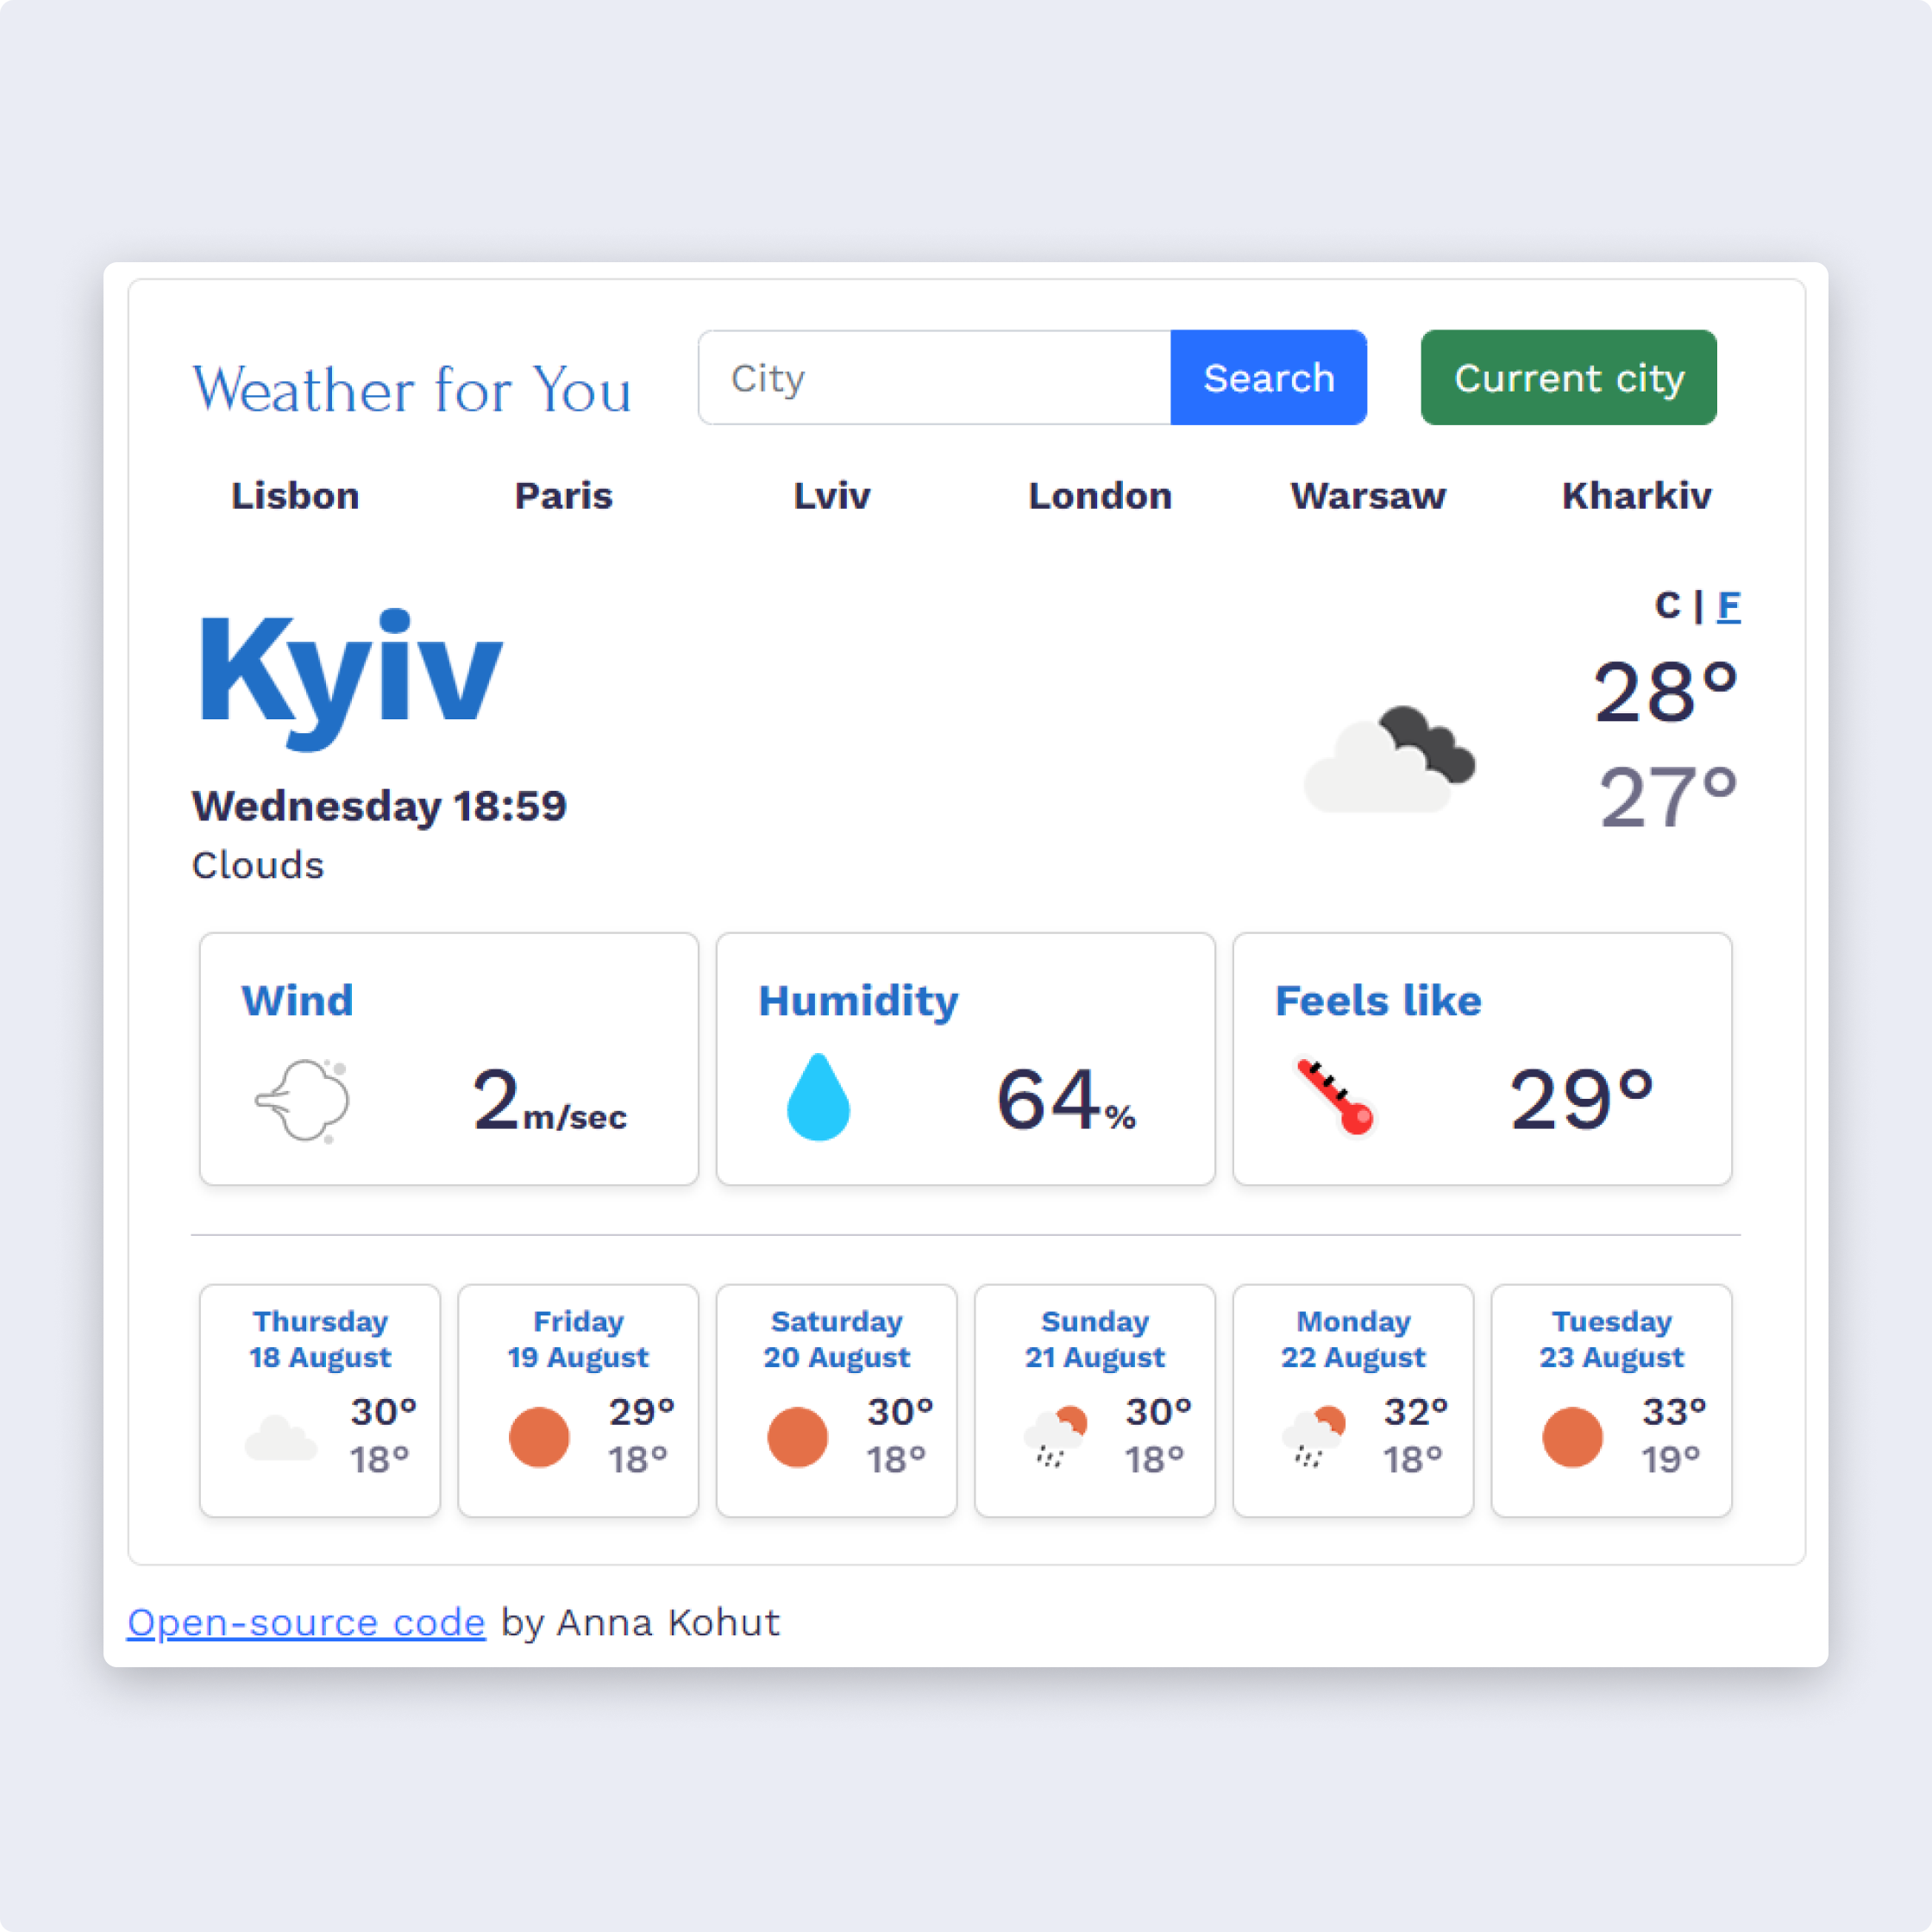 Weather for You
City
Search
Current city
Lisbon Paris Lviv London Warsaw Kharkiv
Kyiv
Wednesday 18:59
Clouds
C | F
28°
27°
Wind
2m/sec
Humidity
64%
Feels like
29°
Thursday
18 August
30°
18°
Friday
19 August
29°
18°
Saturday
20 August
30°
18°
Sunday
21 August
30°
18°
Monday
22 August
32°
18°
Tuesday
23 August
33°
19°
Open-source code by Anna Kohut